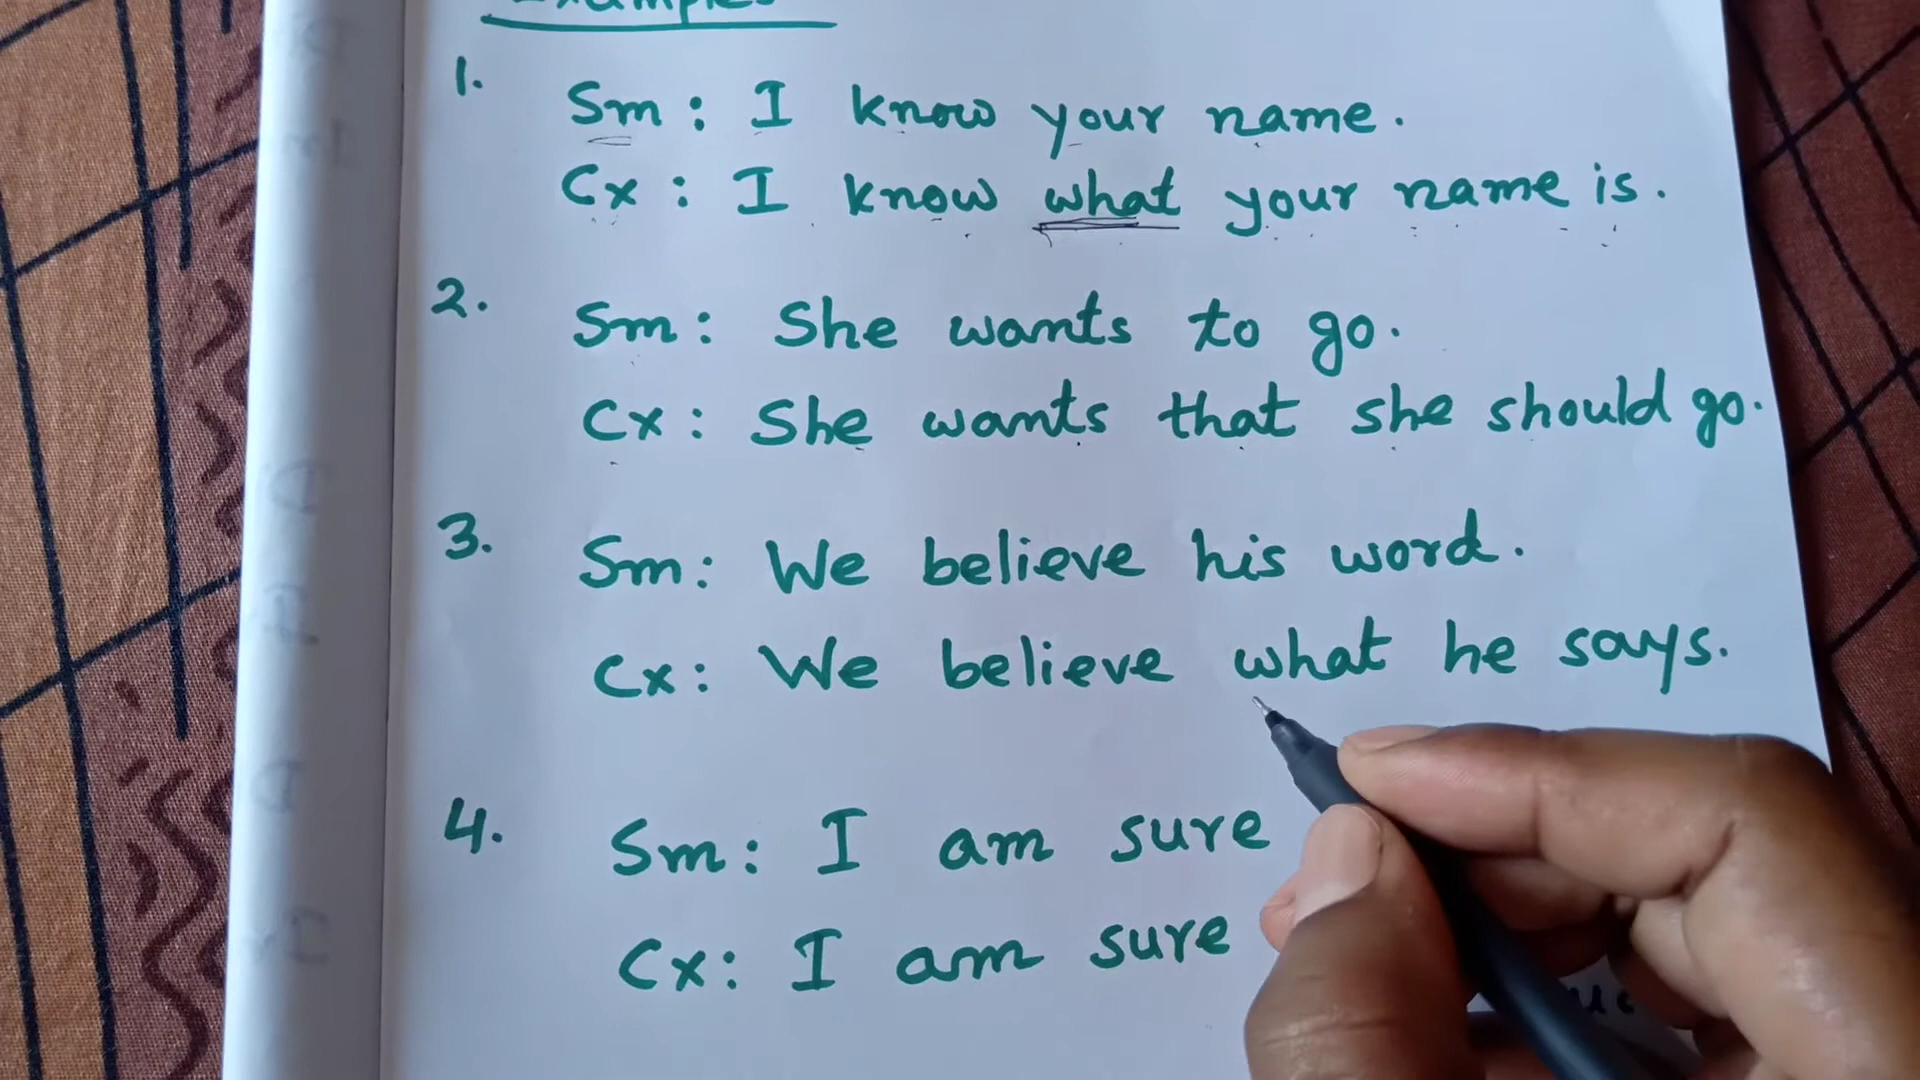 Examples
1.
Sm : I know your name.
Cx : I know what your name is.
2.
Sm : She wants to go.
Cx : She wants that she should go.
3.
Sm : We believe his word.
Cx : We believe what he says.
4.
Sm : I am sure
Cx : I am sure